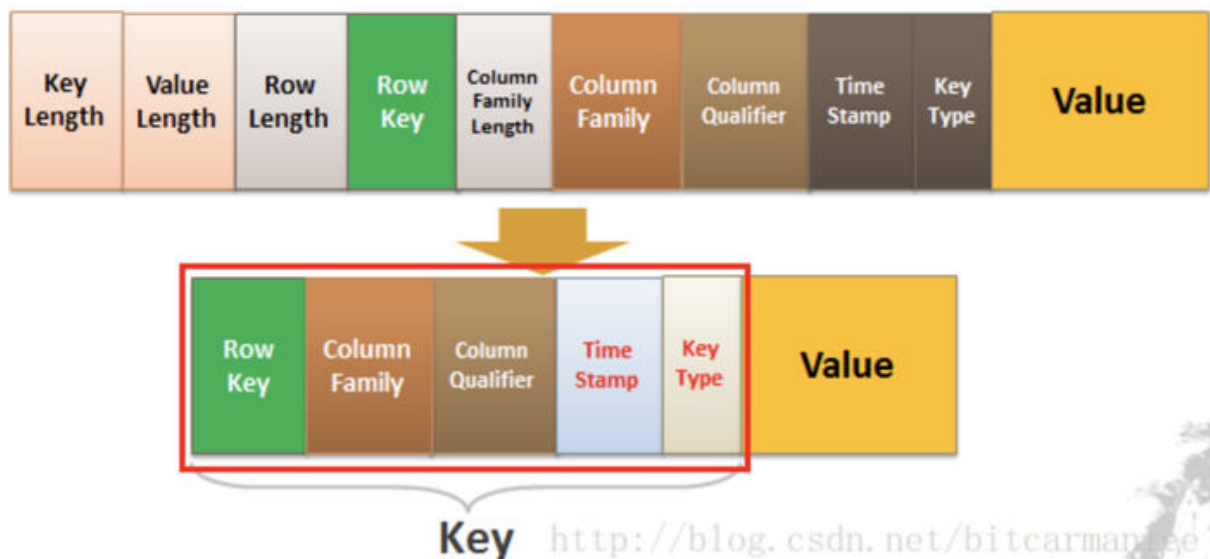 Key
Length
Value
Length
Row
Length
Row
Key
Column
Family
Length
Column
Family
Column
Qualifier
Time
Stamp
Key
Type
Value
Row
Key
Column
Family
Column
Qualifier
Time
Stamp
Key
Type
Value
Key
http://blog.csdn.net/bitcarmanlee